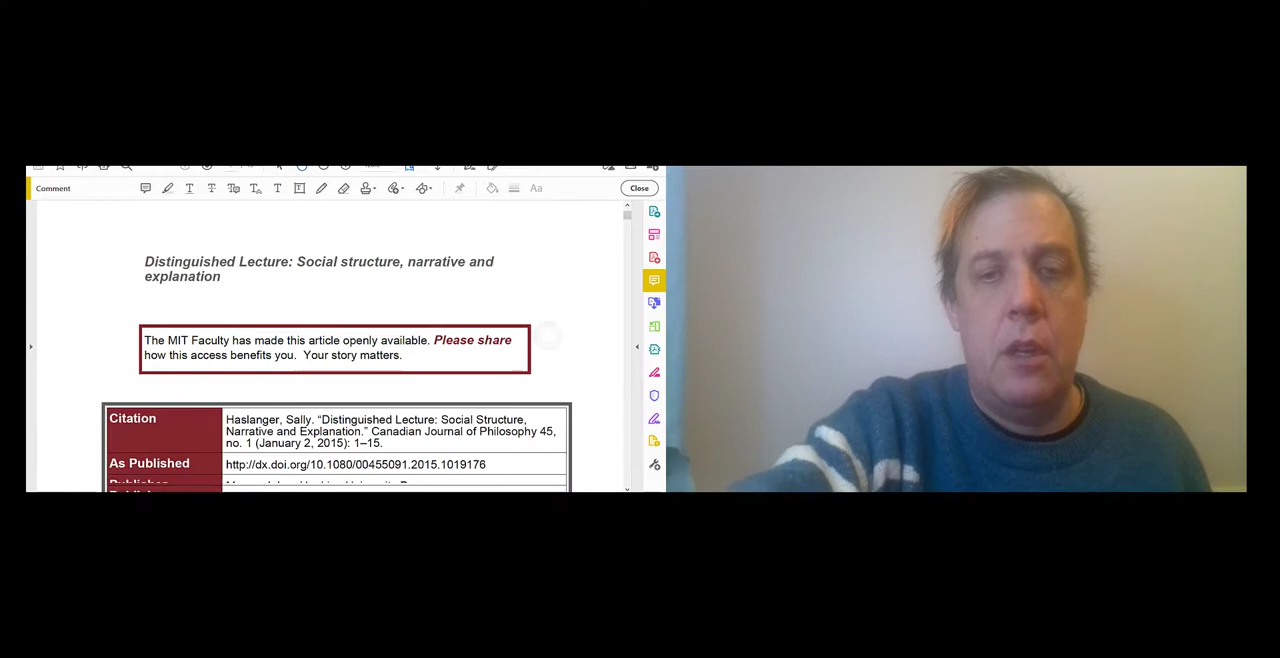 Comment
Aa
Close
Distinguished Lecture: Social structure, narrative and
explanation
The MIT Faculty has made this article openly available. Please share
how this access benefits you. Your story matters.
Citation
Haslanger, Sally. “Distinguished Lecture: Social Structure,
Narrative and Explanation.” Canadian Journal of Philosophy 45,
no. 1 (January 2, 2015): 1–15.
As Published
http://dx.doi.org/10.1080/00455091.2015.1019176